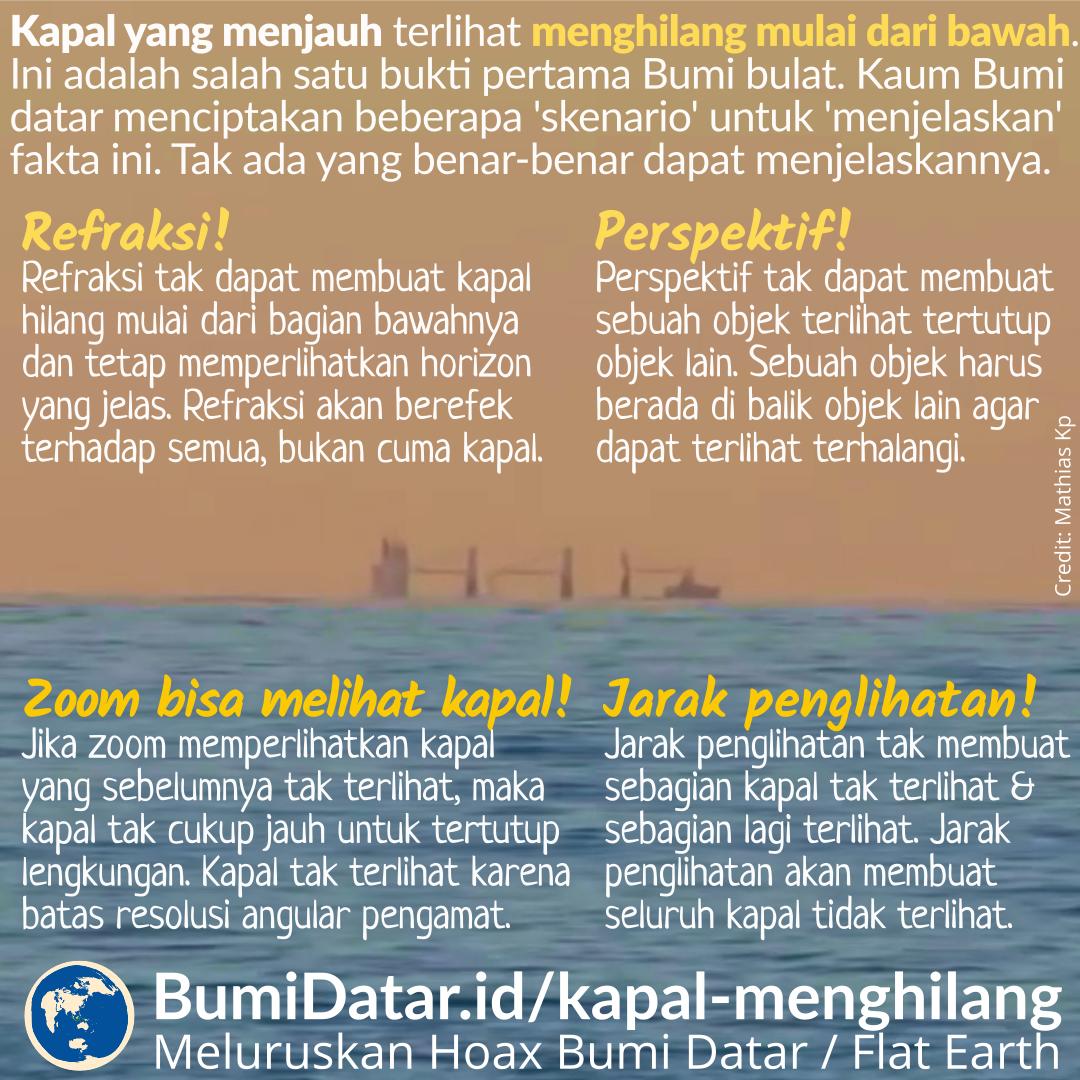 Kapal yang menjauh terlihat menghilang mulai dari bawah.
Ini adalah salah satu bukti pertama Bumi bulat. Kaum Bumi
datar menciptakan beberapa 'skenario' untuk 'menjelaskan'
fakta ini. Tak ada yang benar-benar dapat menjelaskannya.
Refraksi!
Refraksi tak dapat membuat kapal
hilang mulai dari bagian bawahnya
dan tetap memperlihatkan horizon
yang jelas. Refraksi akan berefek
terhadap semua, bukan cuma kapal.
Perspektif!
Perspektif tak dapat membuat
sebuah objek terlihat tertutup
objek lain. Sebuah objek harus
berada di balik objek lain agar
dapat terlihat terhalangi.
Credit: Mathias Kp
Zoom bisa melihat kapal!
Jika zoom memperlihatkan kapal
yang sebelumnya tak terlihat, maka
kapal tak cukup jauh untuk tertutup
lengkungan. Kapal tak terlihat karena
batas resolusi angular pengamat.
Jarak penglihatan!
Jarak penglihatan tak membuat
sebagian kapal tak terlihat &
sebagian lagi terlihat. Jarak
penglihatan akan membuat
seluruh kapal tidak terlihat.
BumiDatar.id/kapal-menghilang
Meluruskan Hoax Bumi Datar / Flat Earth